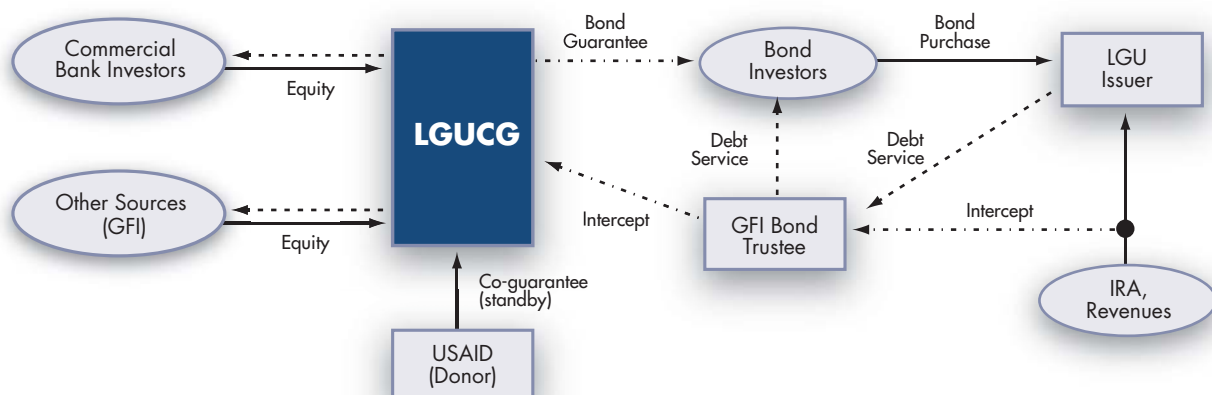 Commercial
Bank Investors
Equity
Other Sources
(GFI)
Equity
LGUCG
Co-guarantee
(standby)
USAID
(Donor)
Bond
Guarantee
Bond
Investors
Bond
Purchase
LGU
Issuer
Debt
Service
Debt
Service
Intercept
GFI Bond
Trustee
Intercept
IRA,
Revenues